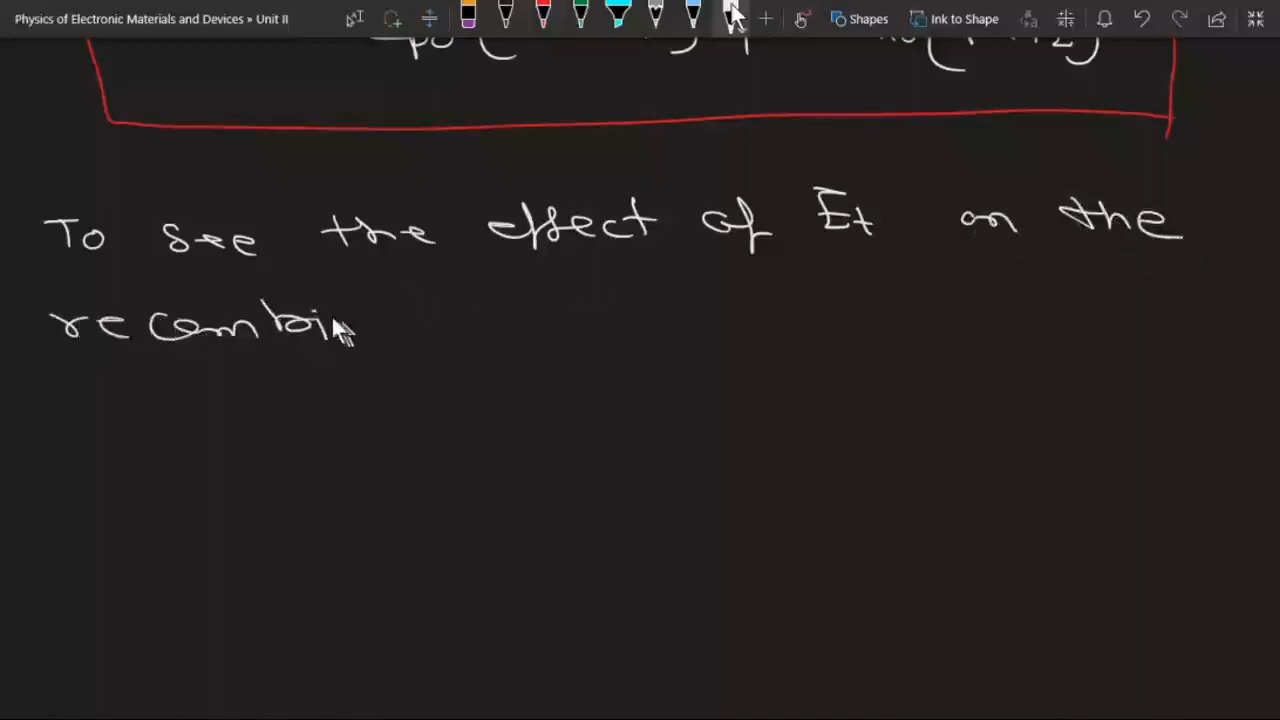 Physics of Electronic Materials and Devices » Unit II
Shapes
Ink to Shape
To see the effect of Et on the
recombi